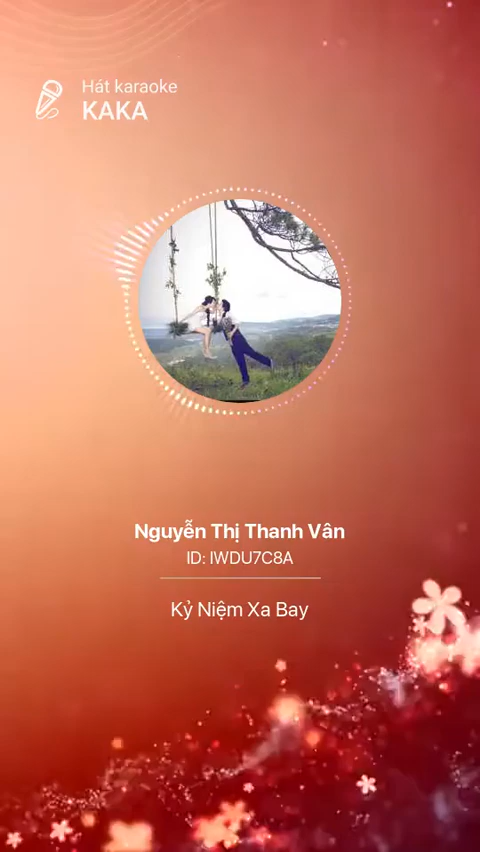 Hát karaoke
KAKA
Nguyễn Thị Thanh Vân
ID: IWDU7C8A
Kỷ Niệm Xa Bay